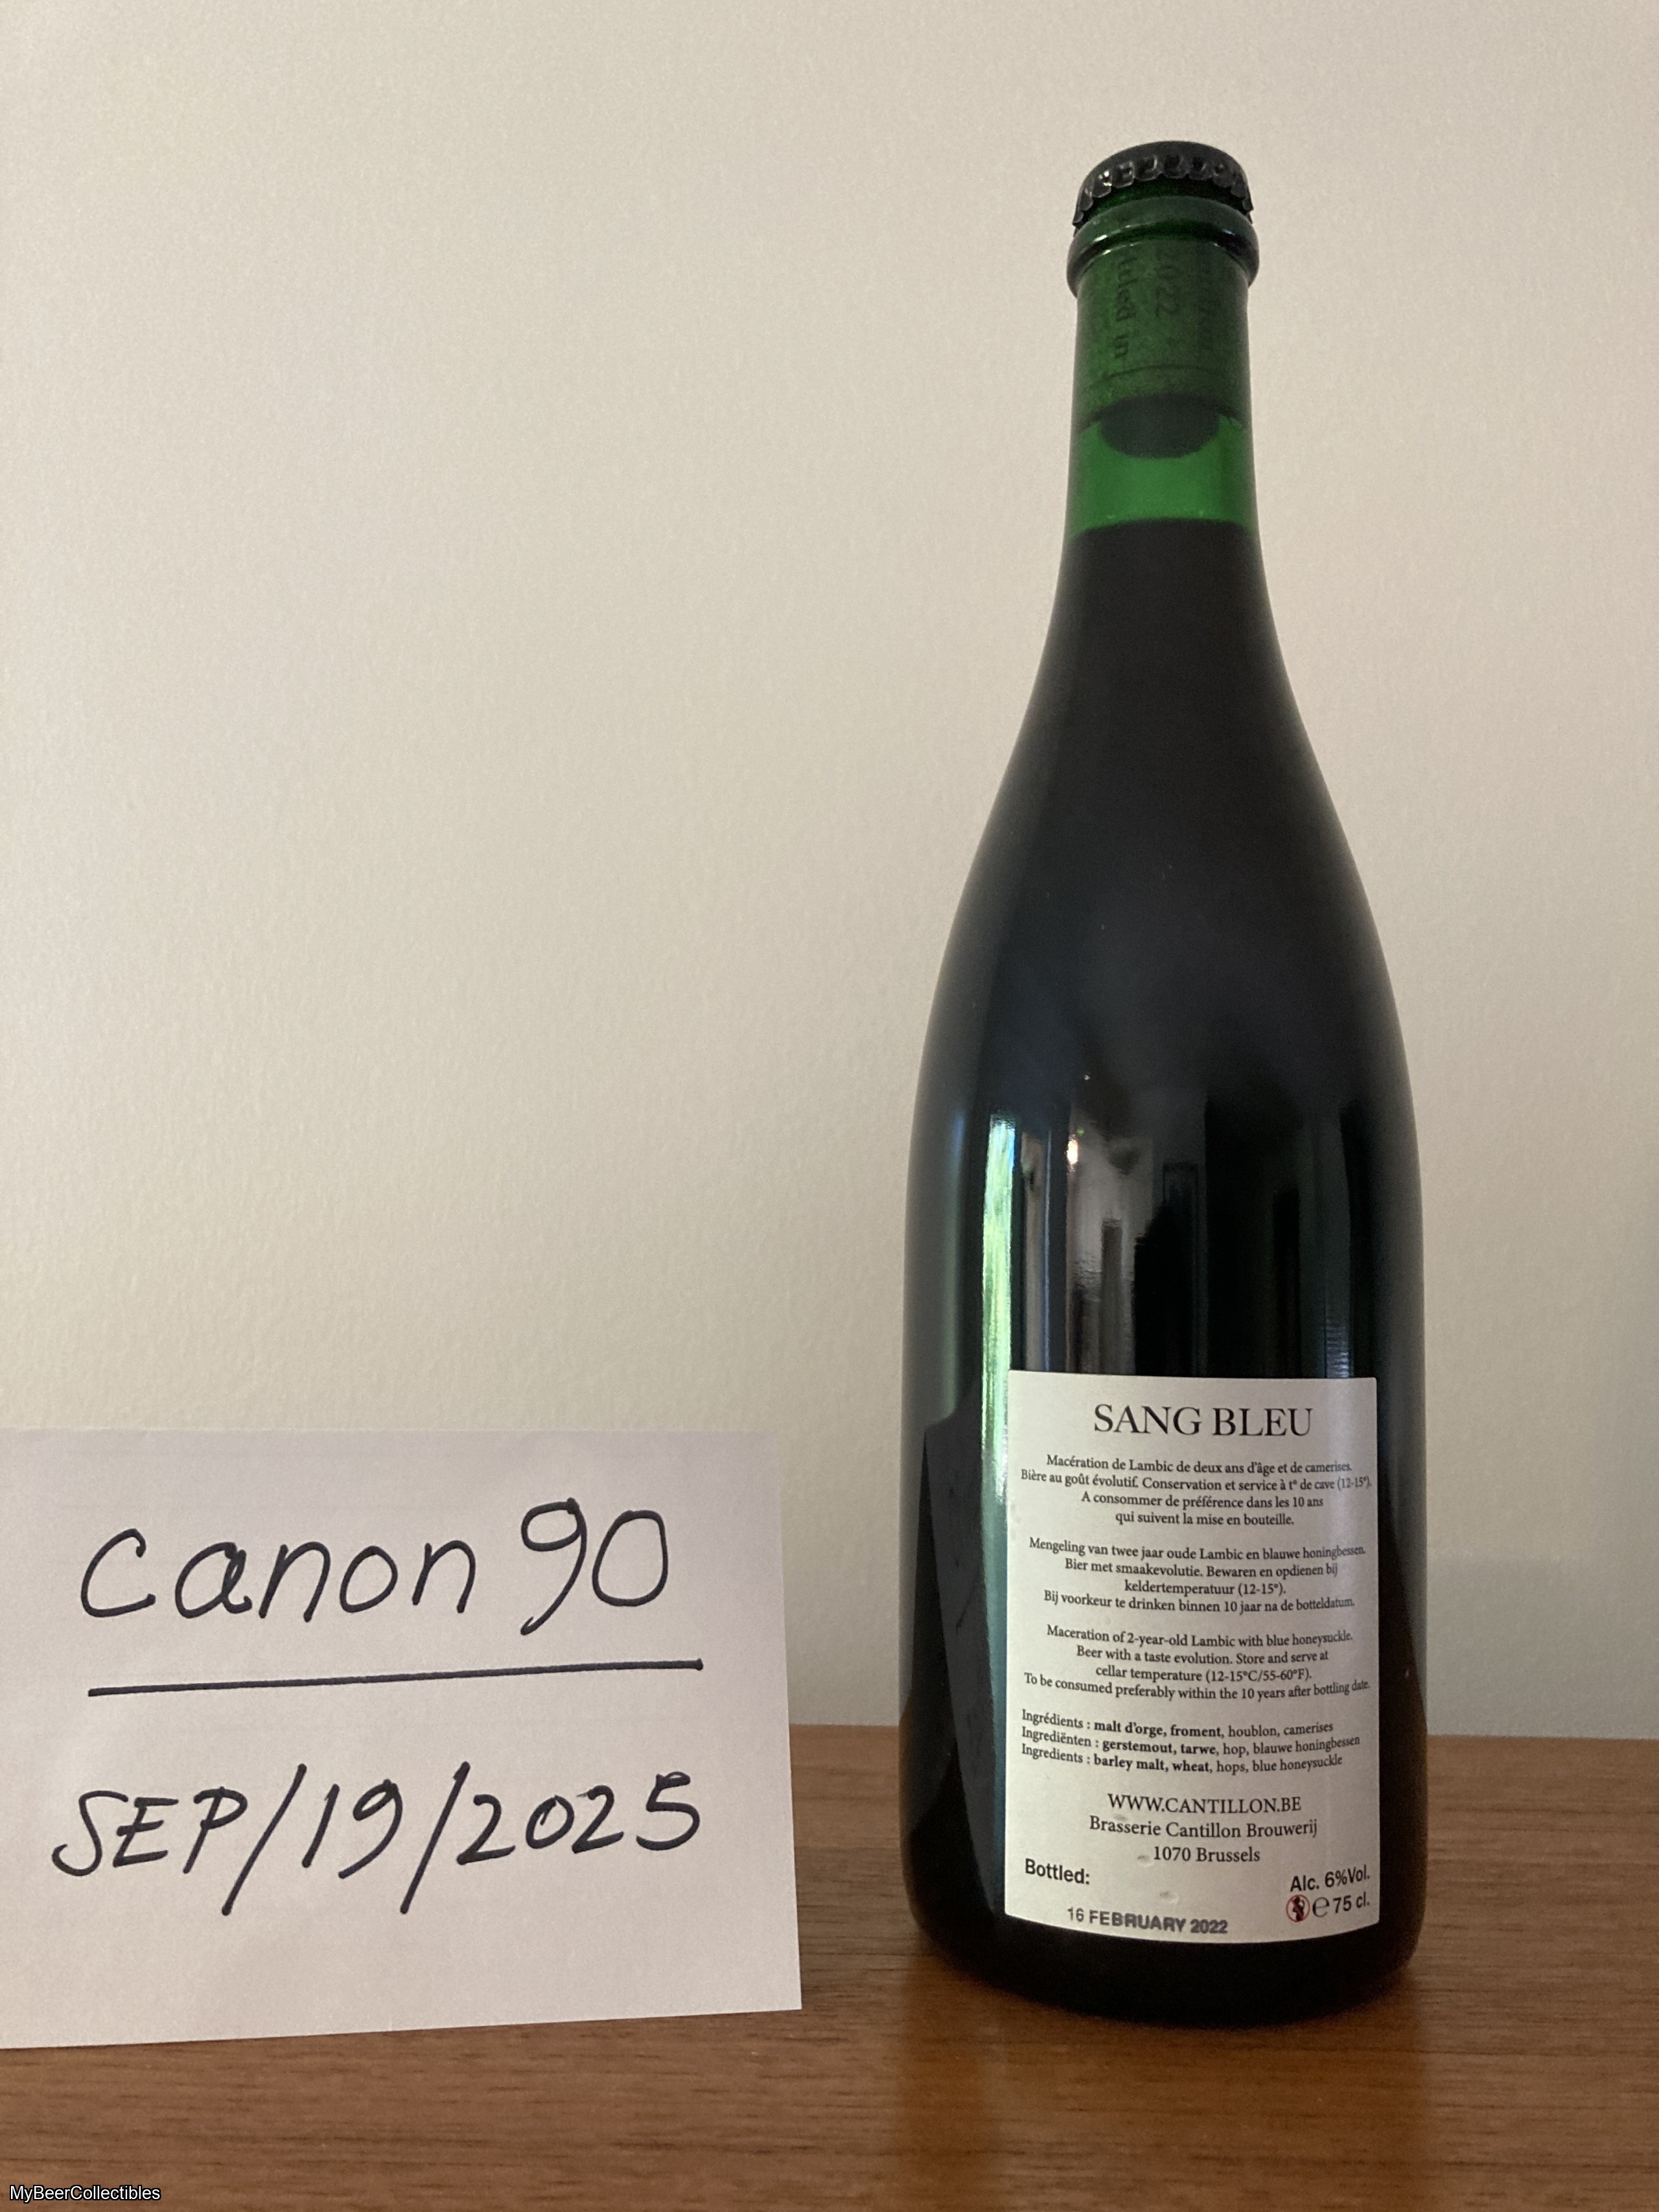 canon 90
SEP/19/2025
2022
in
SANG BLEU
Macération de Lambic de deux ans d'âge et de camerises.
Bière au goût évolutif. Conservation et service à t° de cave (12-15°).
A consommer de préférence dans les 10 ans
qui suivent la mise en bouteille.
Mengeling van twee jaar oude Lambic en blauwe honingbessen.
Bier met smaakevolutie. Bewaren en opdienen bij
keldertemperatuur (12-15°).
Bij voorkeur te drinken binnen 10 jaar na de botteldatum.
Maceration of 2-year-old Lambic with blue honeysuckle.
Beer with a taste evolution. Store and serve at
cellar temperature (12-15°C/55-60°F).
To be consumed preferably within the 10 years after bottling date.
Ingrédients : malt d'orge, froment, houblon, camerises
Ingrediënten : gerstemout, tarwe, hop, blauwe honingbessen
Ingredients : barley malt, wheat, hops, blue honeysuckle
WWW.CANTILLON.BE
Brasserie Cantillon Brouwerij
1070 Brussels
Bottled:
Alc. 6%Vol.
℮ 75 cl.
16 FEBRUARY 2022
MyBeerCollectibles